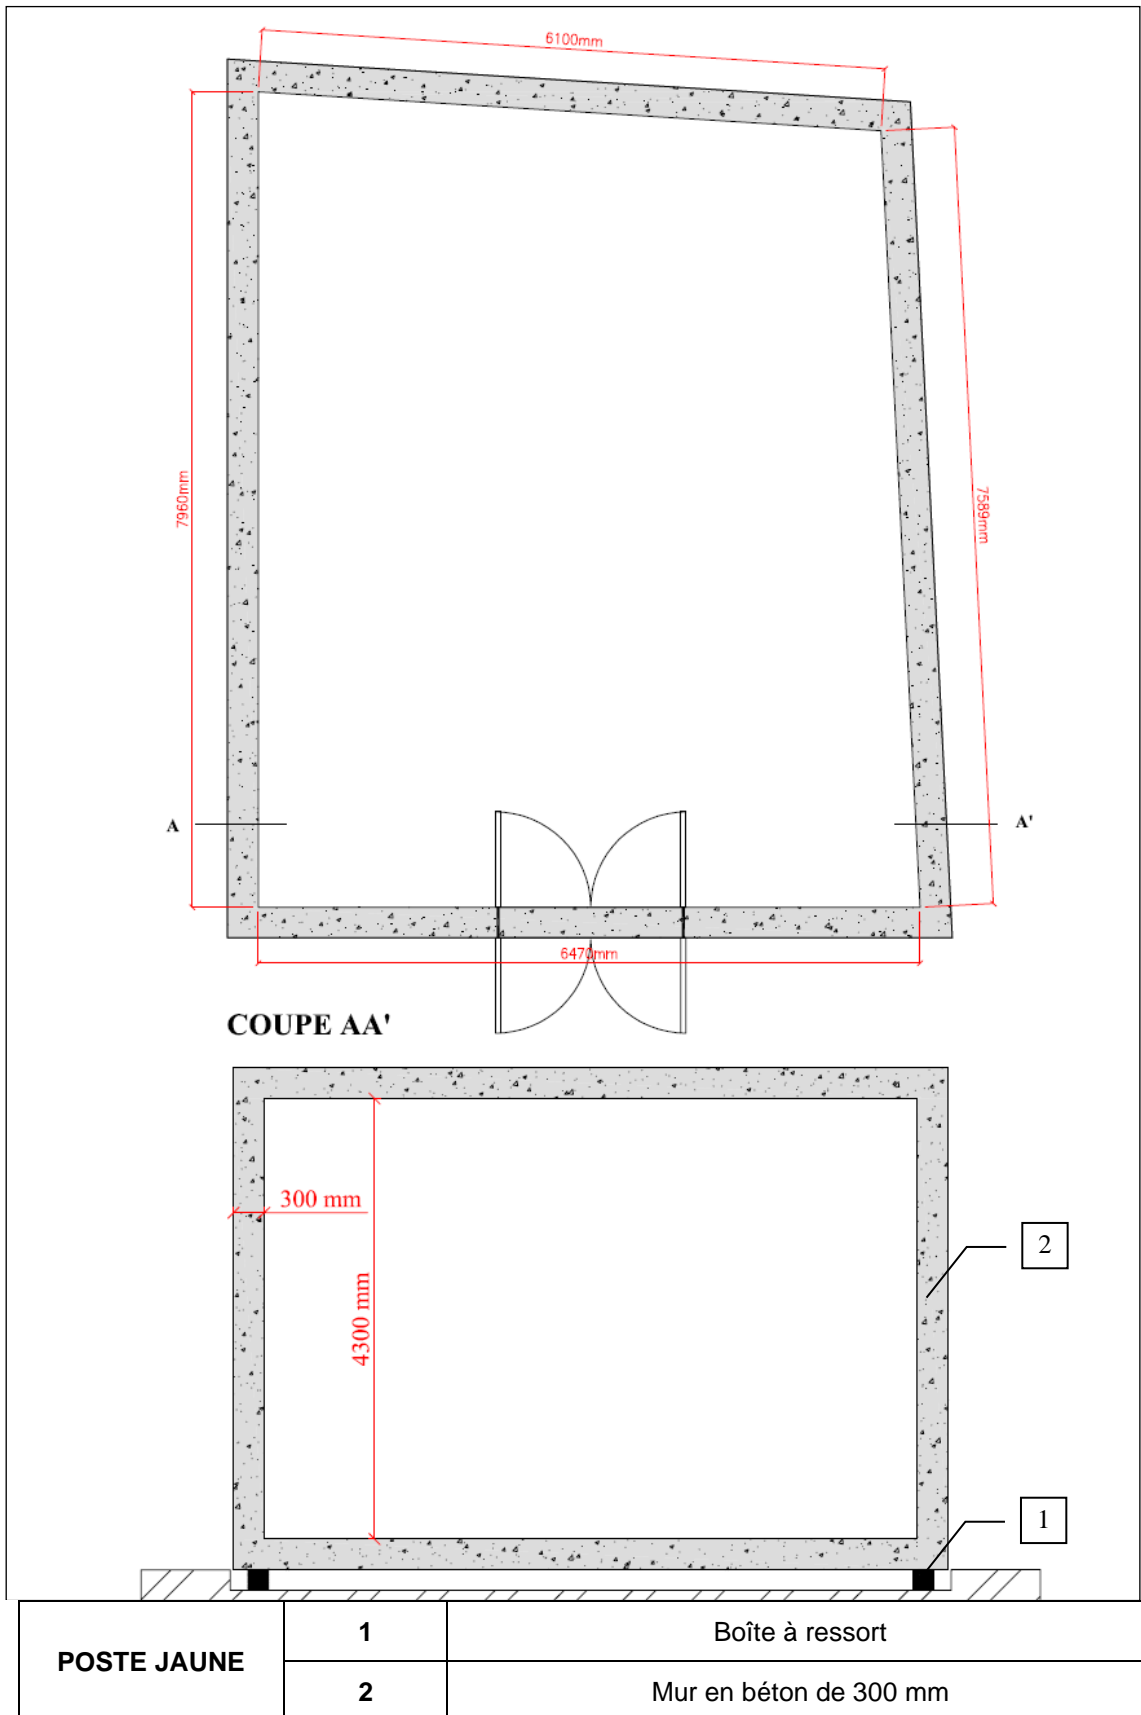 6100mm
7960mm
7589mm
A
A'
6470mm
COUPE AA'
300 mm
4300 mm
2
1
POSTE JAUNE
1
Boîte à ressort
2
Mur en béton de 300 mm